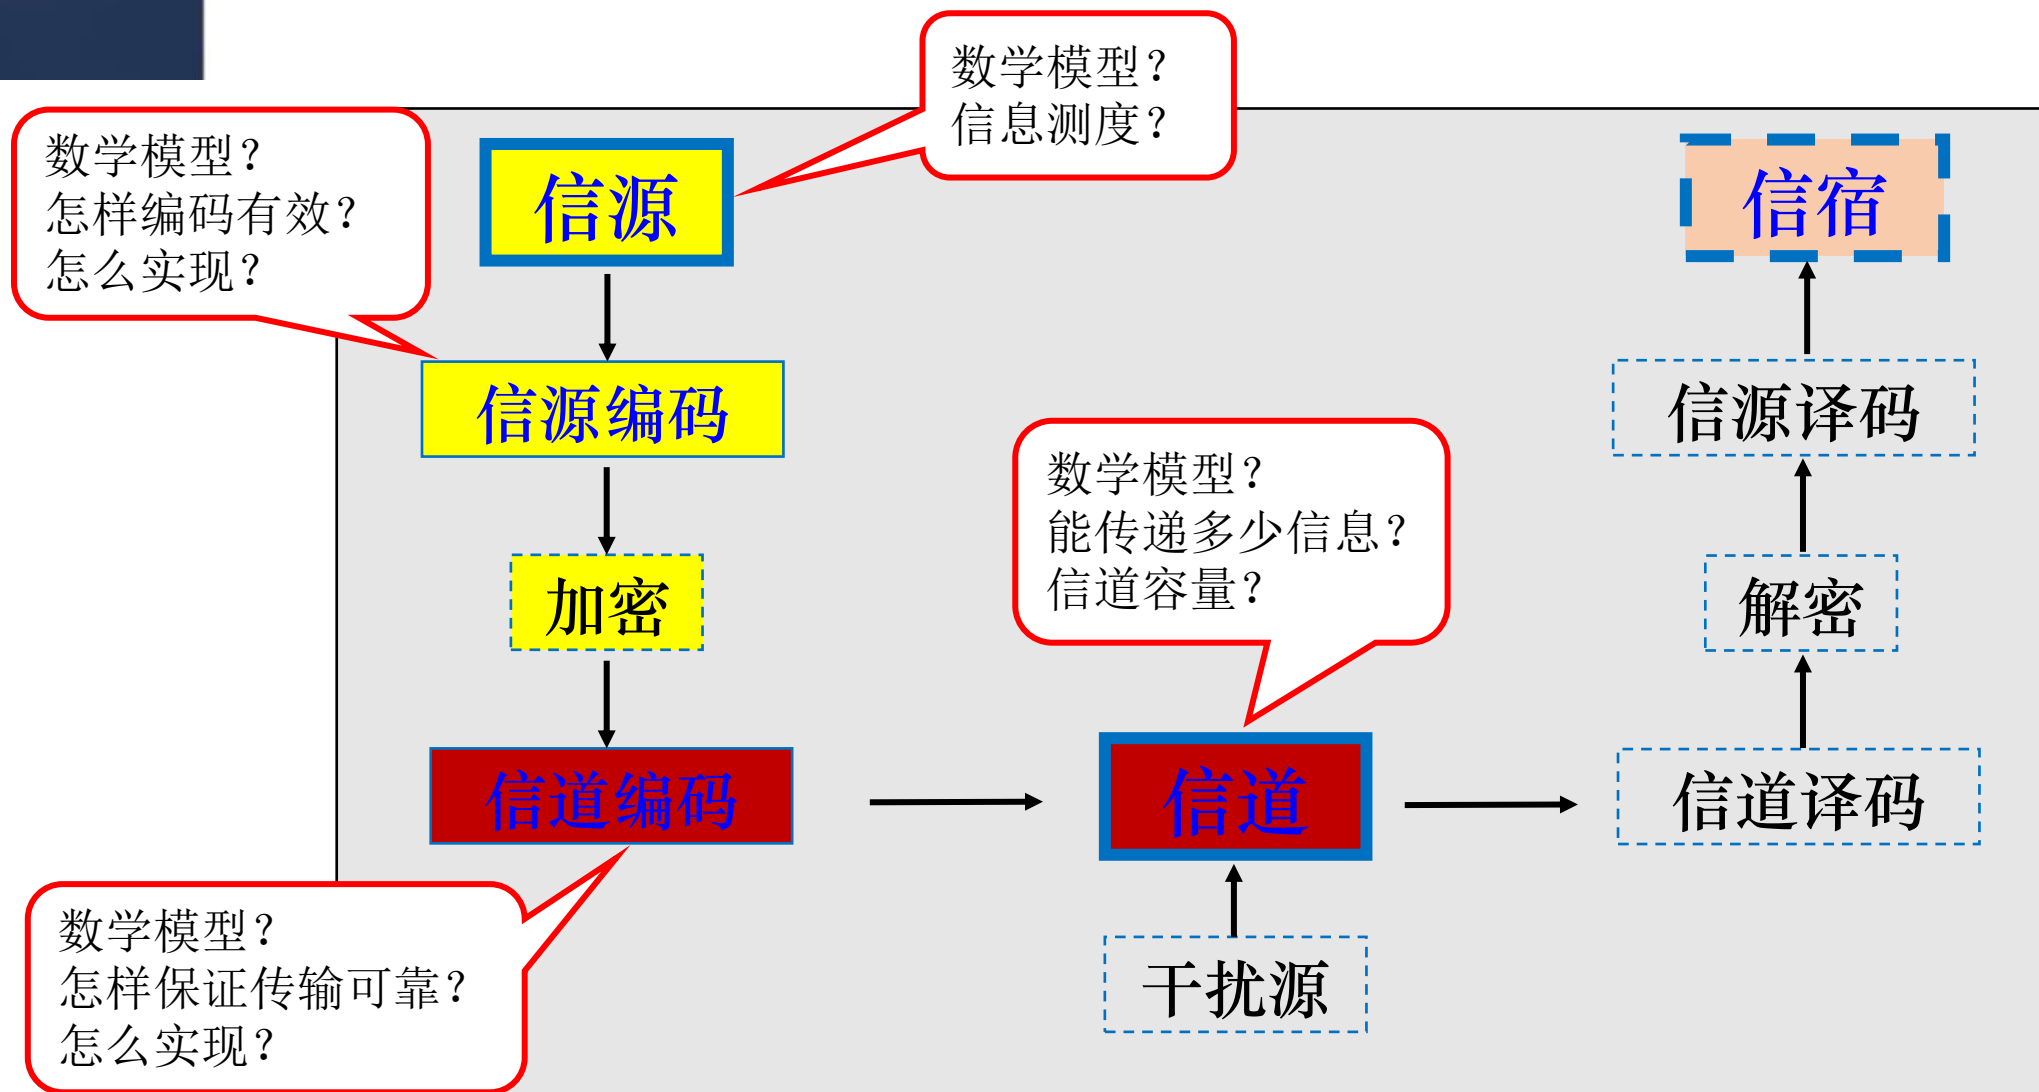 数学模型？
信息测度？
数学模型？
怎样编码有效？
怎么实现？
信源
信宿
信源编码
信源译码
数学模型？
能传递多少信息？
信道容量？
加密
解密
信道编码
信道
信道译码
数学模型？
怎样保证传输可靠？
怎么实现？
干扰源